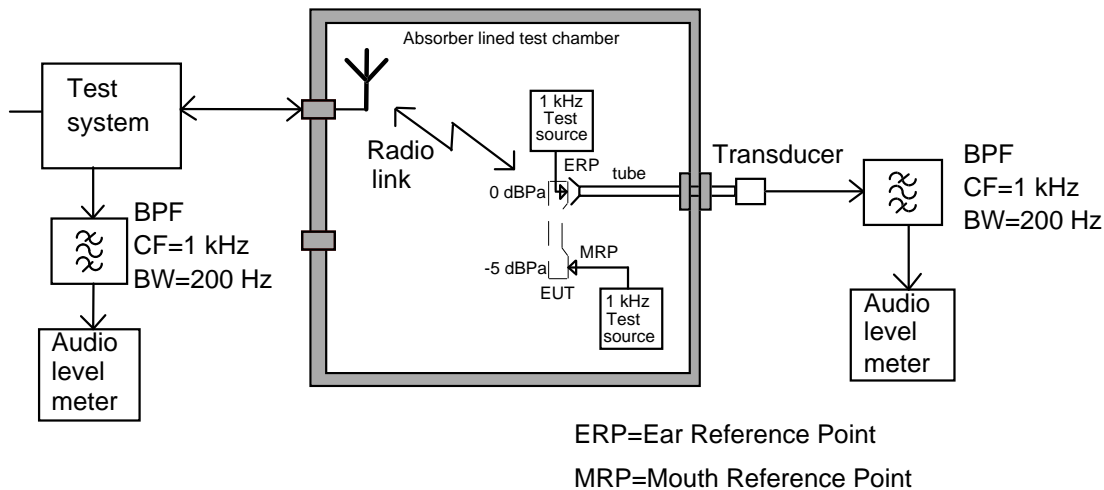 Absorber lined test chamber
Test
system
1 kHz
Test
source
ERP
Radio
link
0 dBPa
tube
Transducer
BPF
CF=1 kHz
BW=200 Hz
BPF
CF=1 kHz
BW=200 Hz
MRP
-5 dBPa
EUT
1 kHz
Test
source
Audio
level
meter
Audio
level
meter
ERP=Ear Reference Point
MRP=Mouth Reference Point